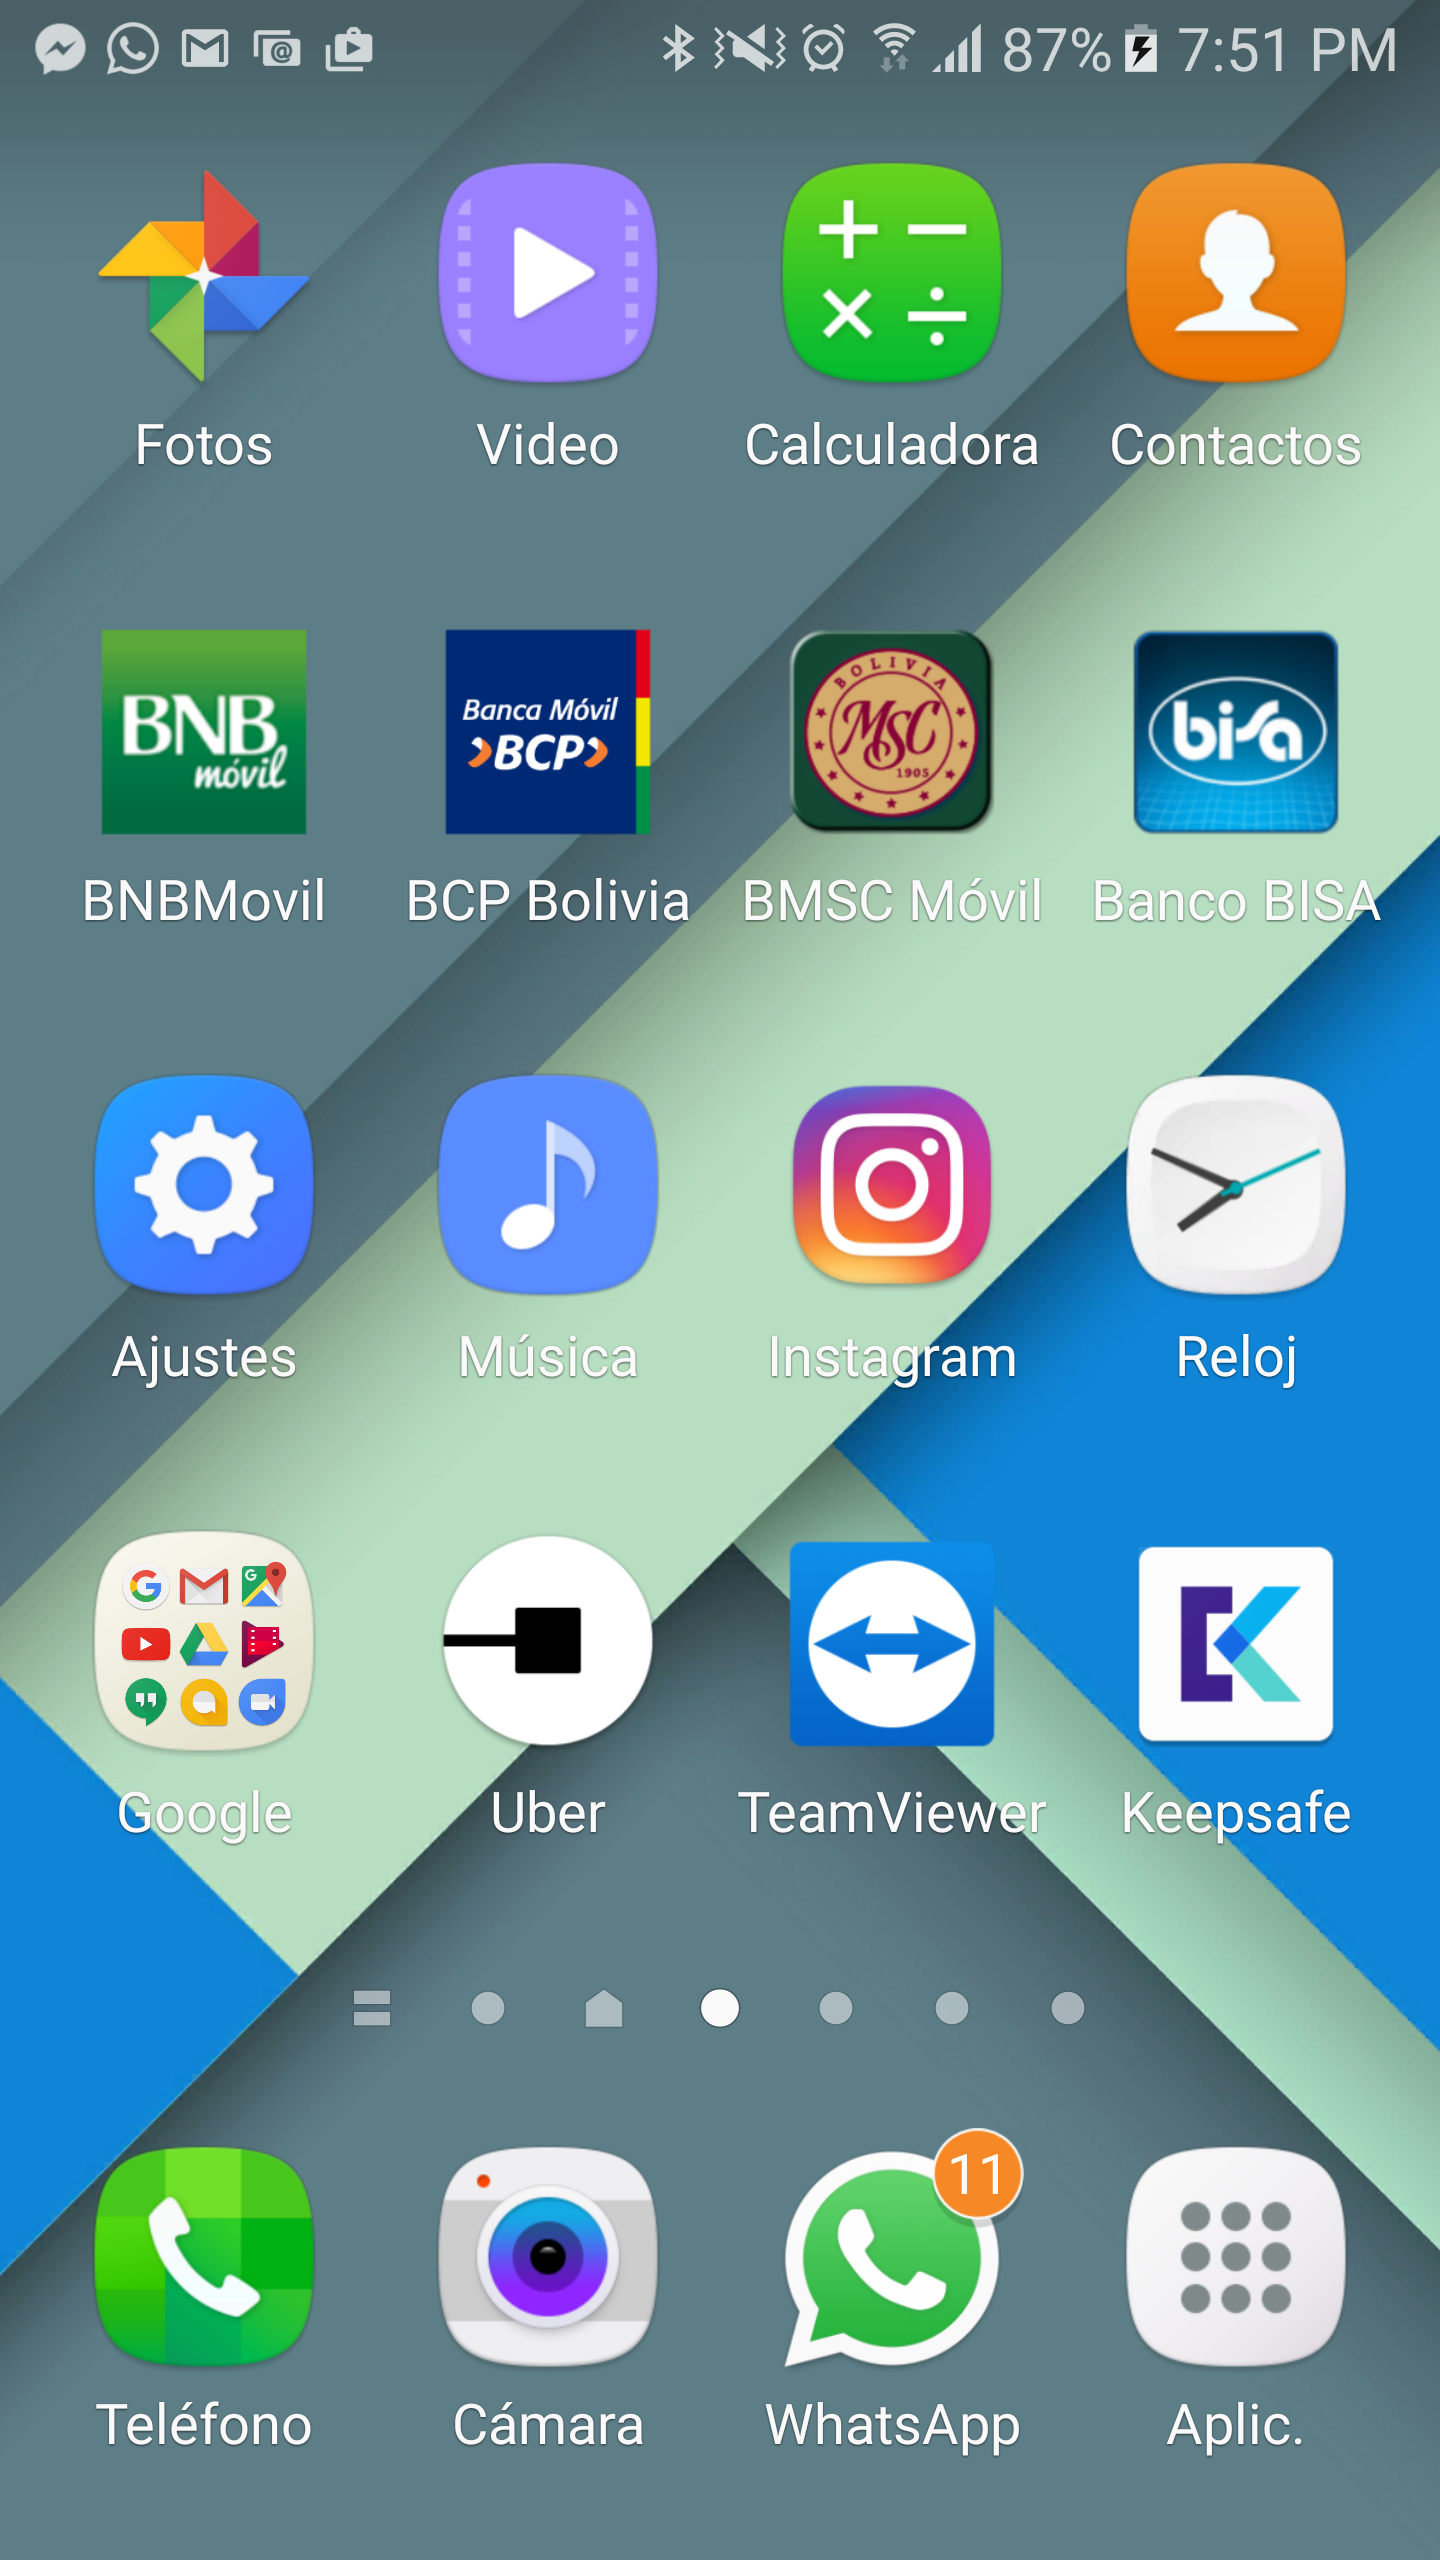 87% 7:51 PM
Fotos Video Calculadora Contactos
BNB móvil
Banca Móvil BCP
BOLIVIA MSC 1905
bisa
BNBMovil BCP Bolivia BMSC Móvil Banco BISA
Ajustes Música Instagram Reloj
Google Uber TeamViewer Keepsafe
11
Teléfono Cámara WhatsApp Aplic.